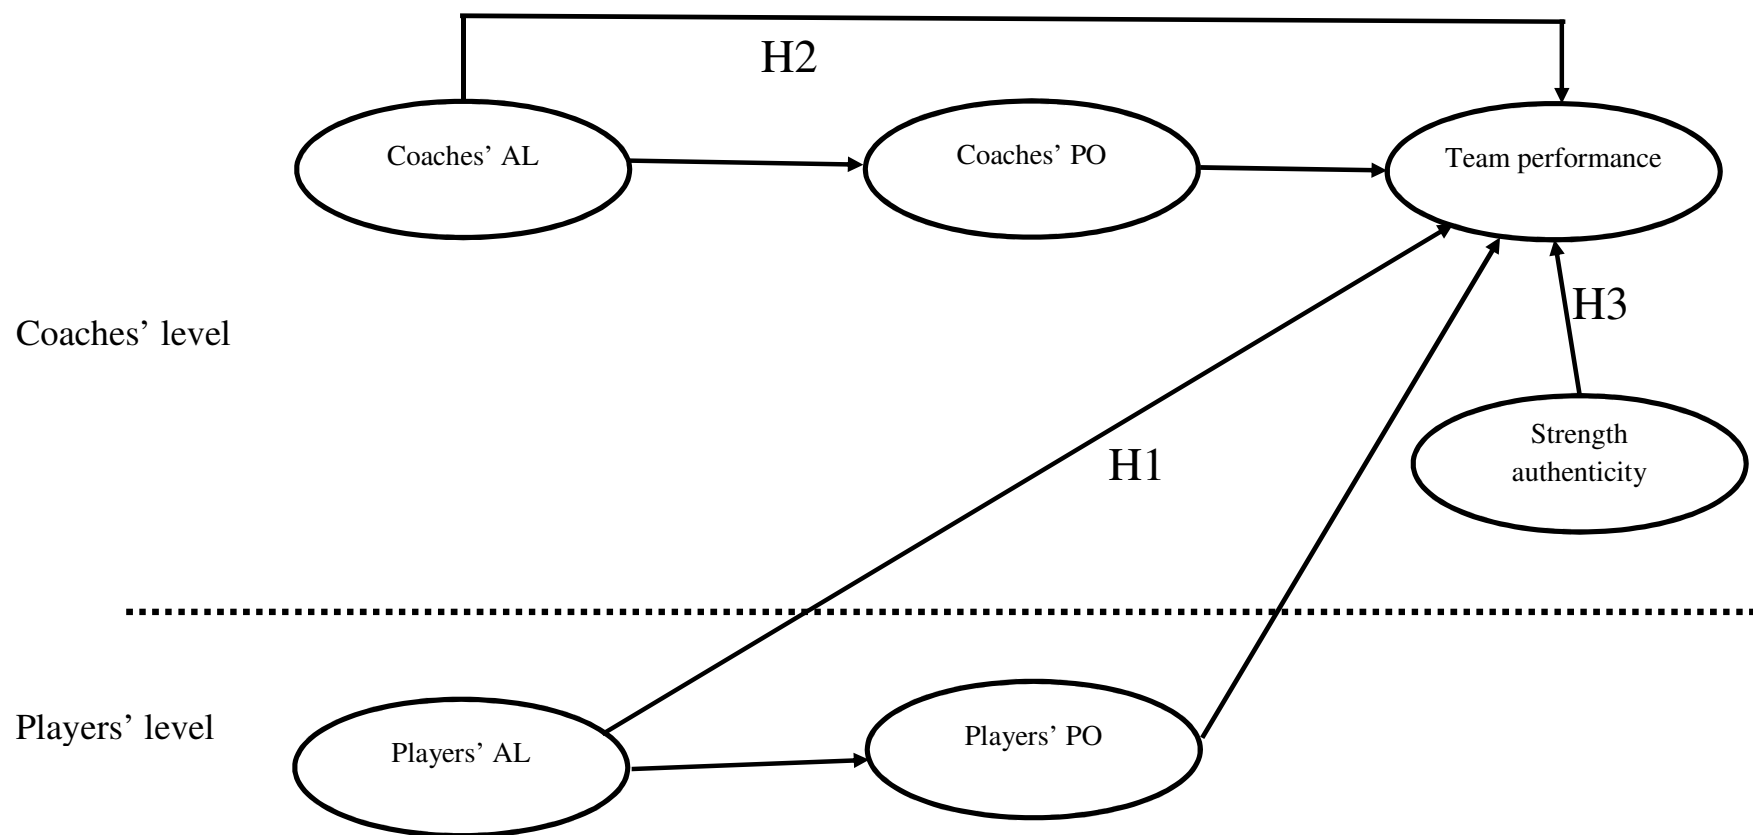 H2
Coaches’ AL
Coaches’ PO
Team performance
H3
Coaches’ level
Strength
authenticity
H1
Players’ level
Players’ AL
Players’ PO